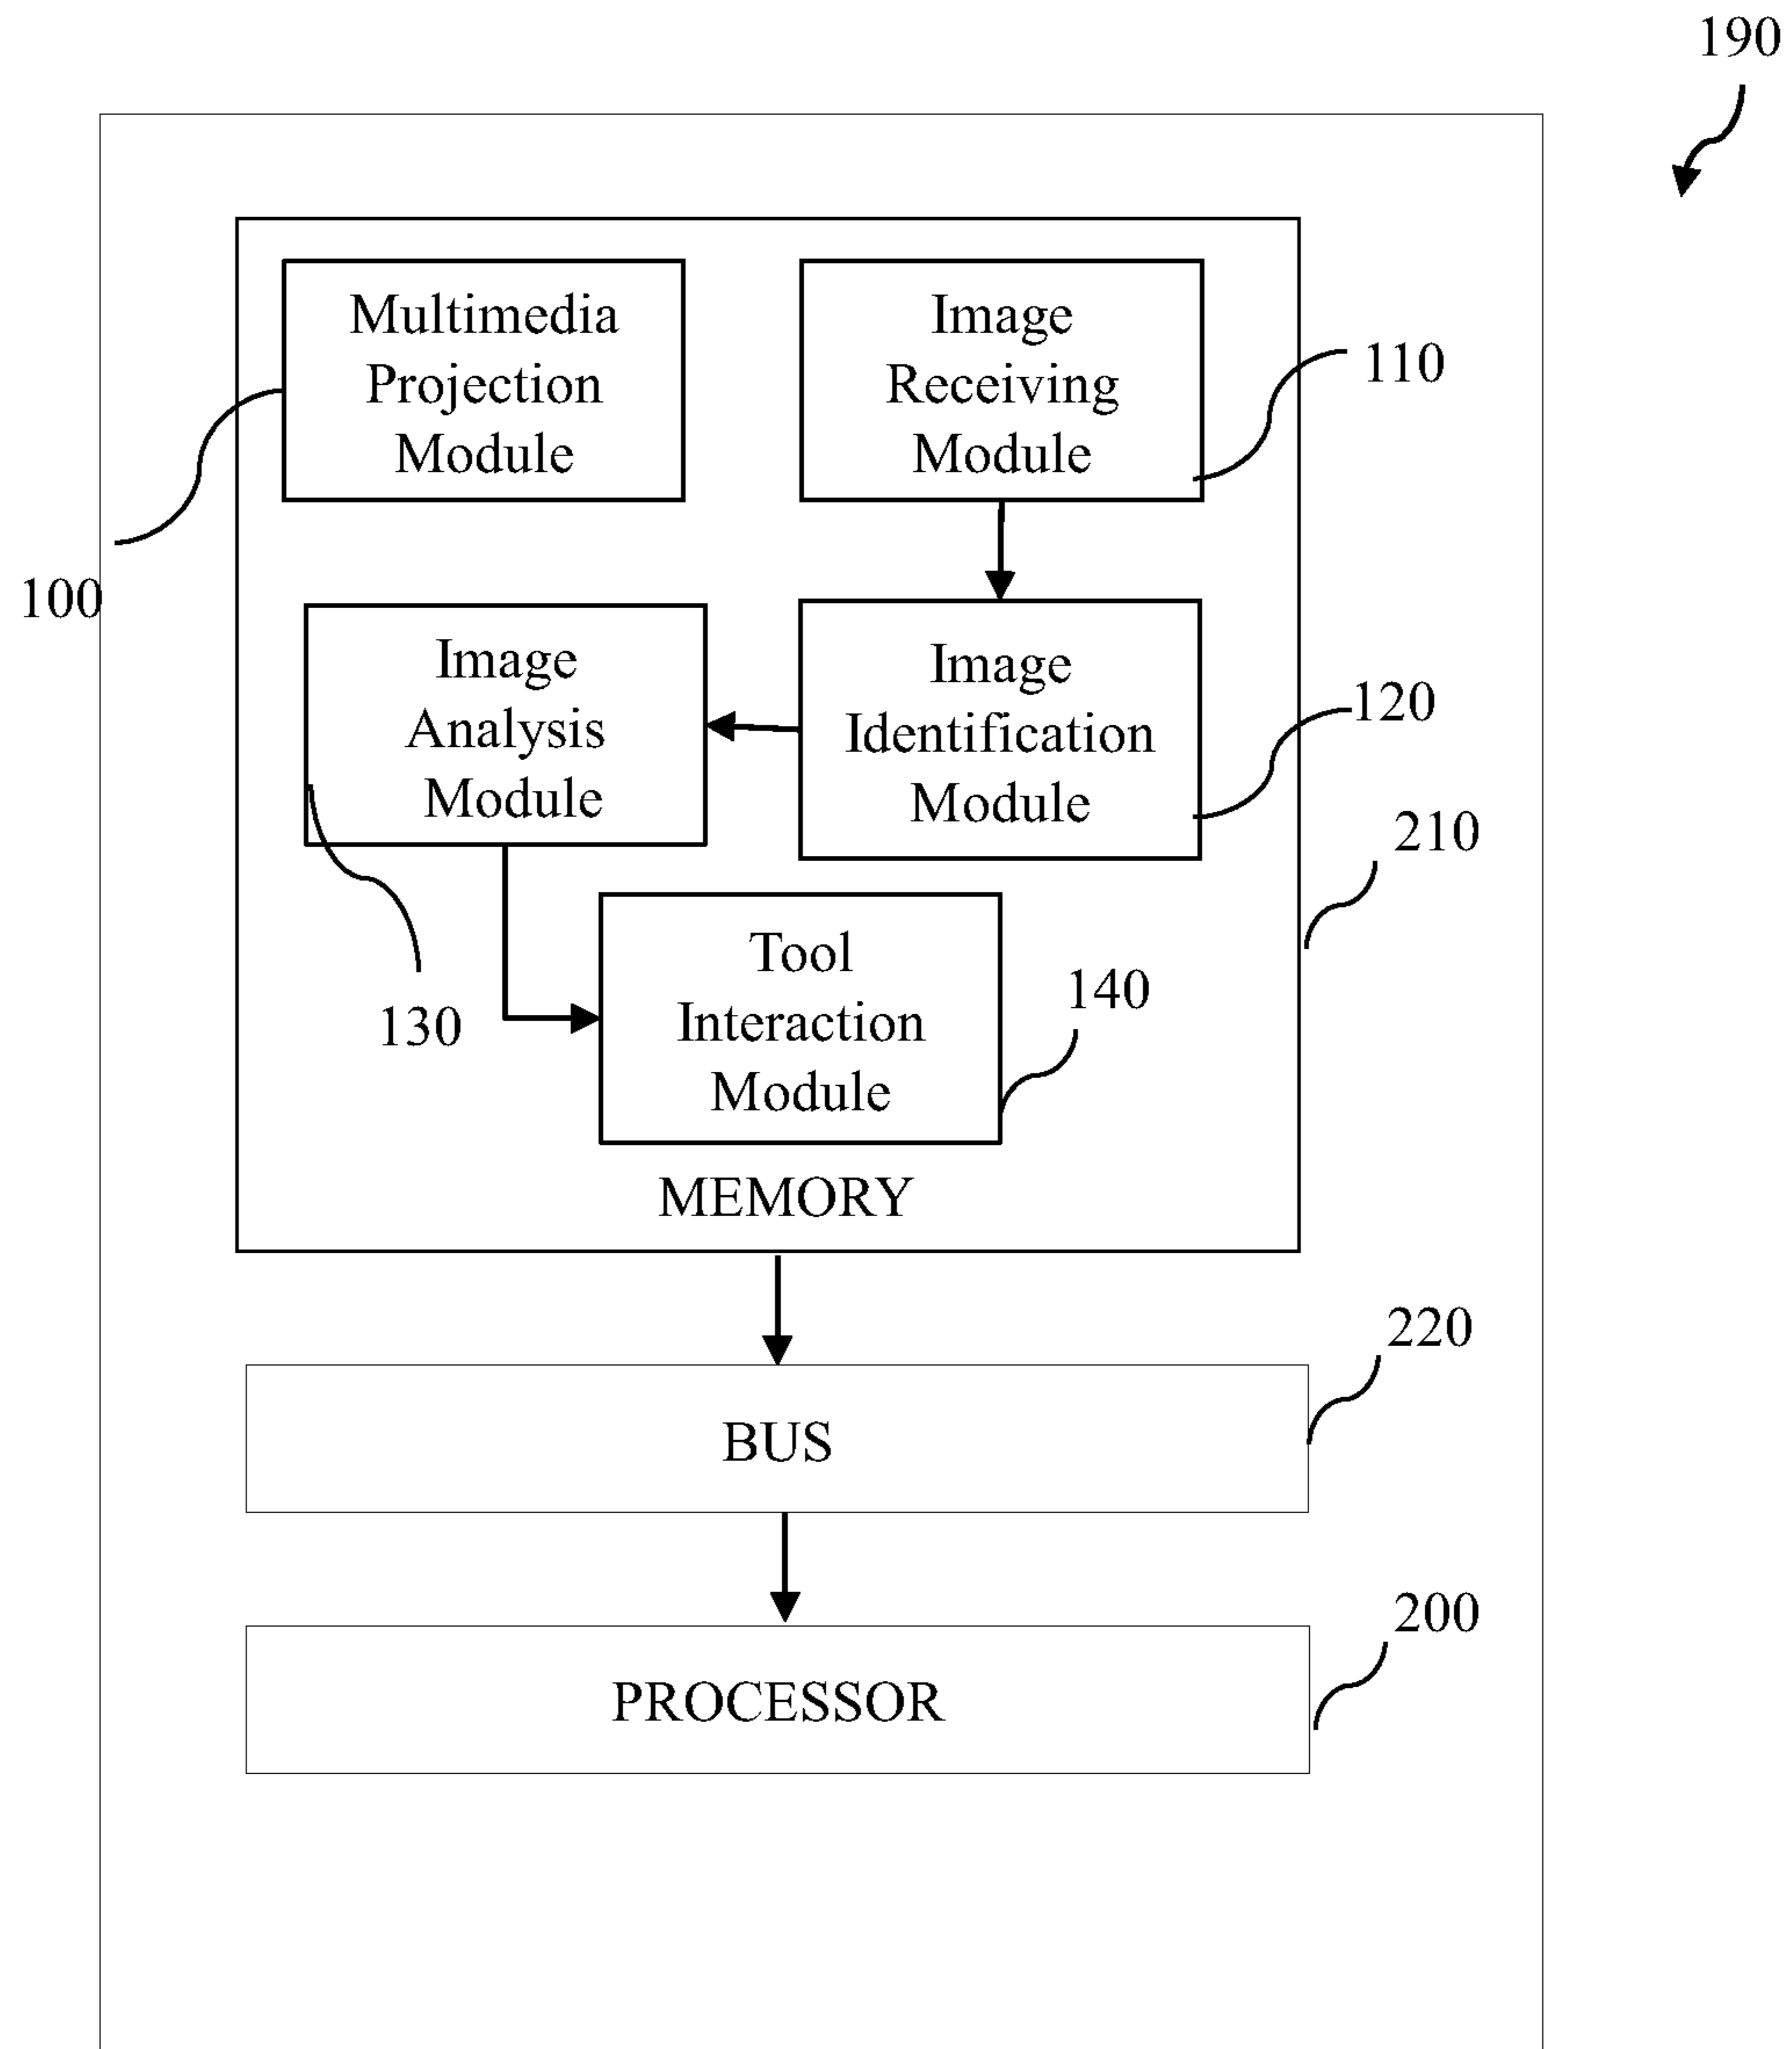 190
Multimedia
Projection
Module
Image
Receiving
Module
110
100
Image
Analysis
Module
Image
Identification
Module
120
210
130
Tool
Interaction
Module
140
MEMORY
220
BUS
200
PROCESSOR